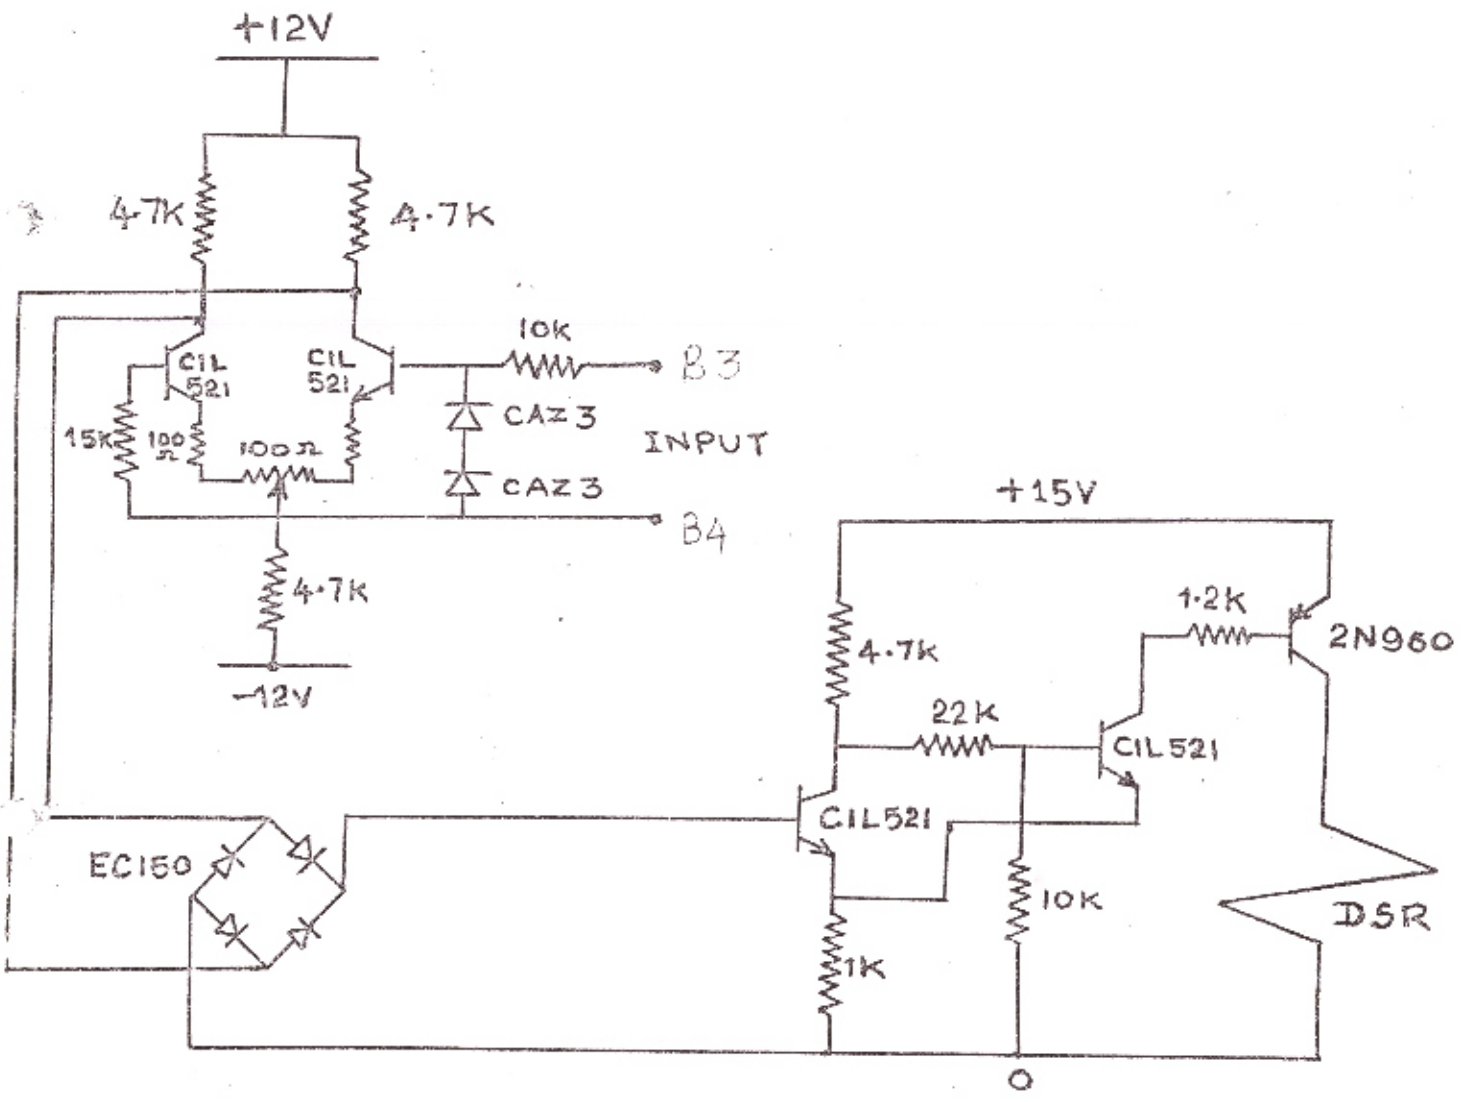 +12V
4.7K
4.7K
10K
B3
CIL
521
CIL
521
CAZ3
15K
100
Ω
100Ω
INPUT
CAZ3
B4
+15V
4.7K
1.2K
2N960
4.7K
-12V
22K
CIL521
CIL521
EC150
10K
DSR
1K
O